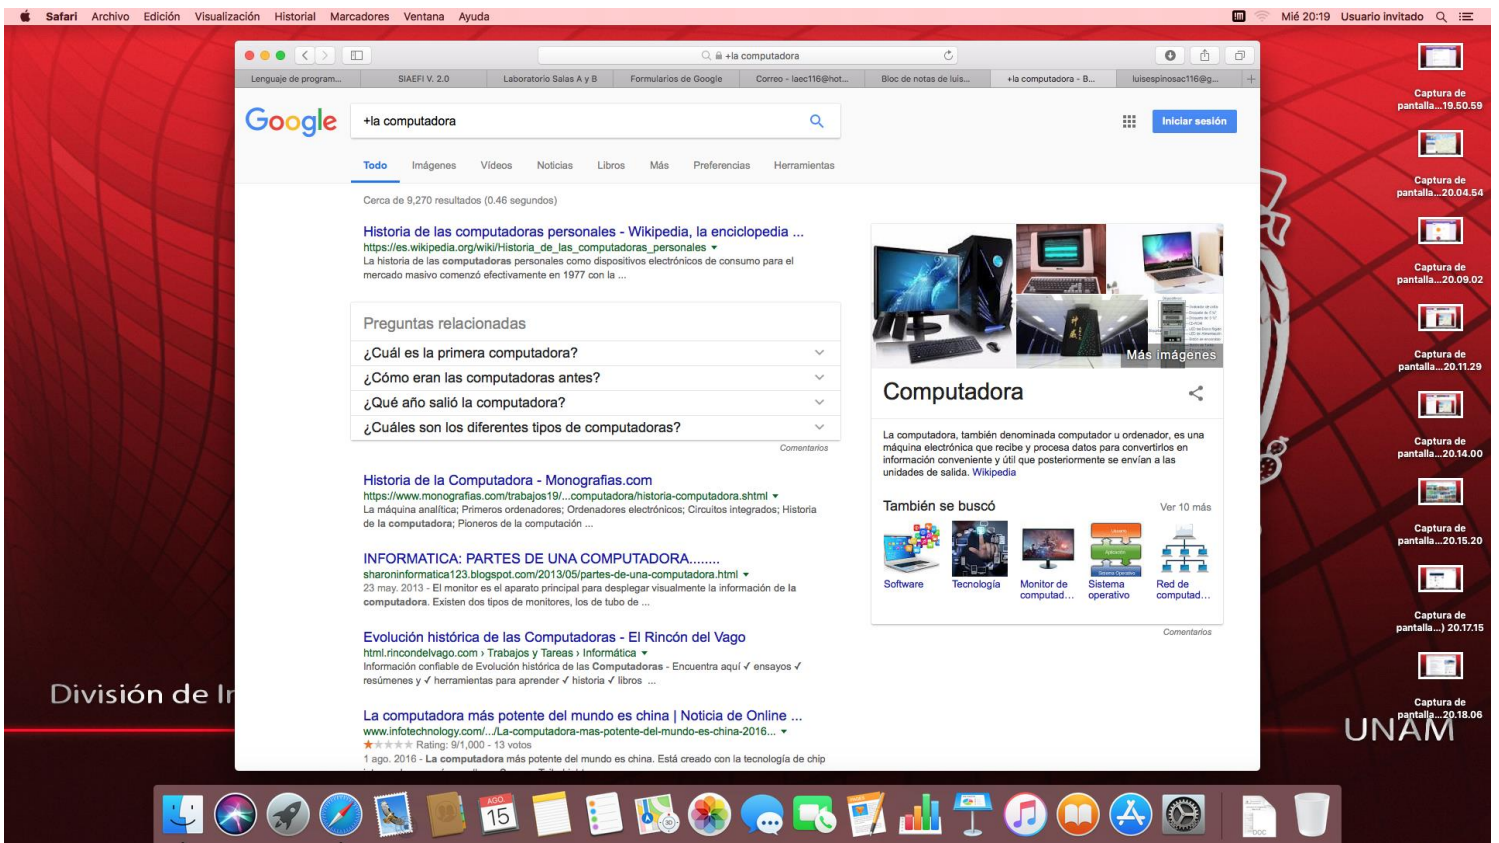 Safari Archivo Edición Visualización Historial Marcadores Ventana Ayuda
Mié 20:19 Usuario invitado
+la computadora
Lenguaje de program... SIAEFI V. 2.0 Laboratorio Salas A y B Formularios de Google Correo - laec116@hot... Bloc de notas de luis... +la computadora - B... luisespinosac116@g...
Google
+la computadora
Iniciar sesión
Todo Imágenes Vídeos Noticias Libros Más Preferencias Herramientas
Cerca de 9,270 resultados (0.46 segundos)
Historia de las computadoras personales - Wikipedia, la enciclopedia ...
https://es.wikipedia.org/wiki/Historia_de_las_computadoras_personales
La historia de las computadoras personales como dispositivos electrónicos de consumo para el
mercado masivo comenzó efectivamente en 1977 con la ...
Preguntas relacionadas
¿Cuál es la primera computadora?
¿Cómo eran las computadoras antes?
¿Qué año salió la computadora?
¿Cuáles son los diferentes tipos de computadoras?
Comentarios
Historia de la Computadora - Monografias.com
https://www.monografias.com/trabajos19/...computadora/historia-computadora.shtml
La máquina analítica; Primeros ordenadores; Ordenadores electrónicos; Circuitos integrados; Historia
de la computadora; Pioneros de la computación ...
INFORMATICA: PARTES DE UNA COMPUTADORA........
sharoninformatica123.blogspot.com/2013/05/partes-de-una-computadora.html
23 may. 2013 - El monitor es el aparato principal para desplegar visualmente la información de la
computadora. Existen dos tipos de monitores, los de tubo de ...
Evolución histórica de las Computadoras - El Rincón del Vago
html.rincondelvago.com › Trabajos y Tareas › Informática
Información confiable de Evolución histórica de las Computadoras - Encuentra aquí ✓ ensayos ✓
resúmenes y ✓ herramientas para aprender ✓ historia ✓ libros ...
La computadora más potente del mundo es china | Noticia de Online ...
www.infotechnology.com/.../La-computadora-mas-potente-del-mundo-es-china-2016...
Rating: 9/1,000 - 13 votos
1 ago. 2016 - La computadora más potente del mundo es china. Está creado con la tecnología de chip
Más imágenes
Computadora
La computadora, también denominada computador u ordenador, es una
máquina electrónica que recibe y procesa datos para convertirlos en
información conveniente y útil que posteriormente se envían a las
unidades de salida. Wikipedia
También se buscó
Ver 10 más
Software Tecnología Monitor de computad... Sistema operativo Red de computad...
Comentarios
Captura de
pantalla...19.50.59
Captura de
pantalla...20.04.54
Captura de
pantalla...20.09.02
Captura de
pantalla...20.11.29
Captura de
pantalla...20.14.00
Captura de
pantalla...20.15.20
Captura de
pantalla...) 20.17.15
Captura de
pantalla...20.18.06
División de In
UNAM
AGO.
15
DOC